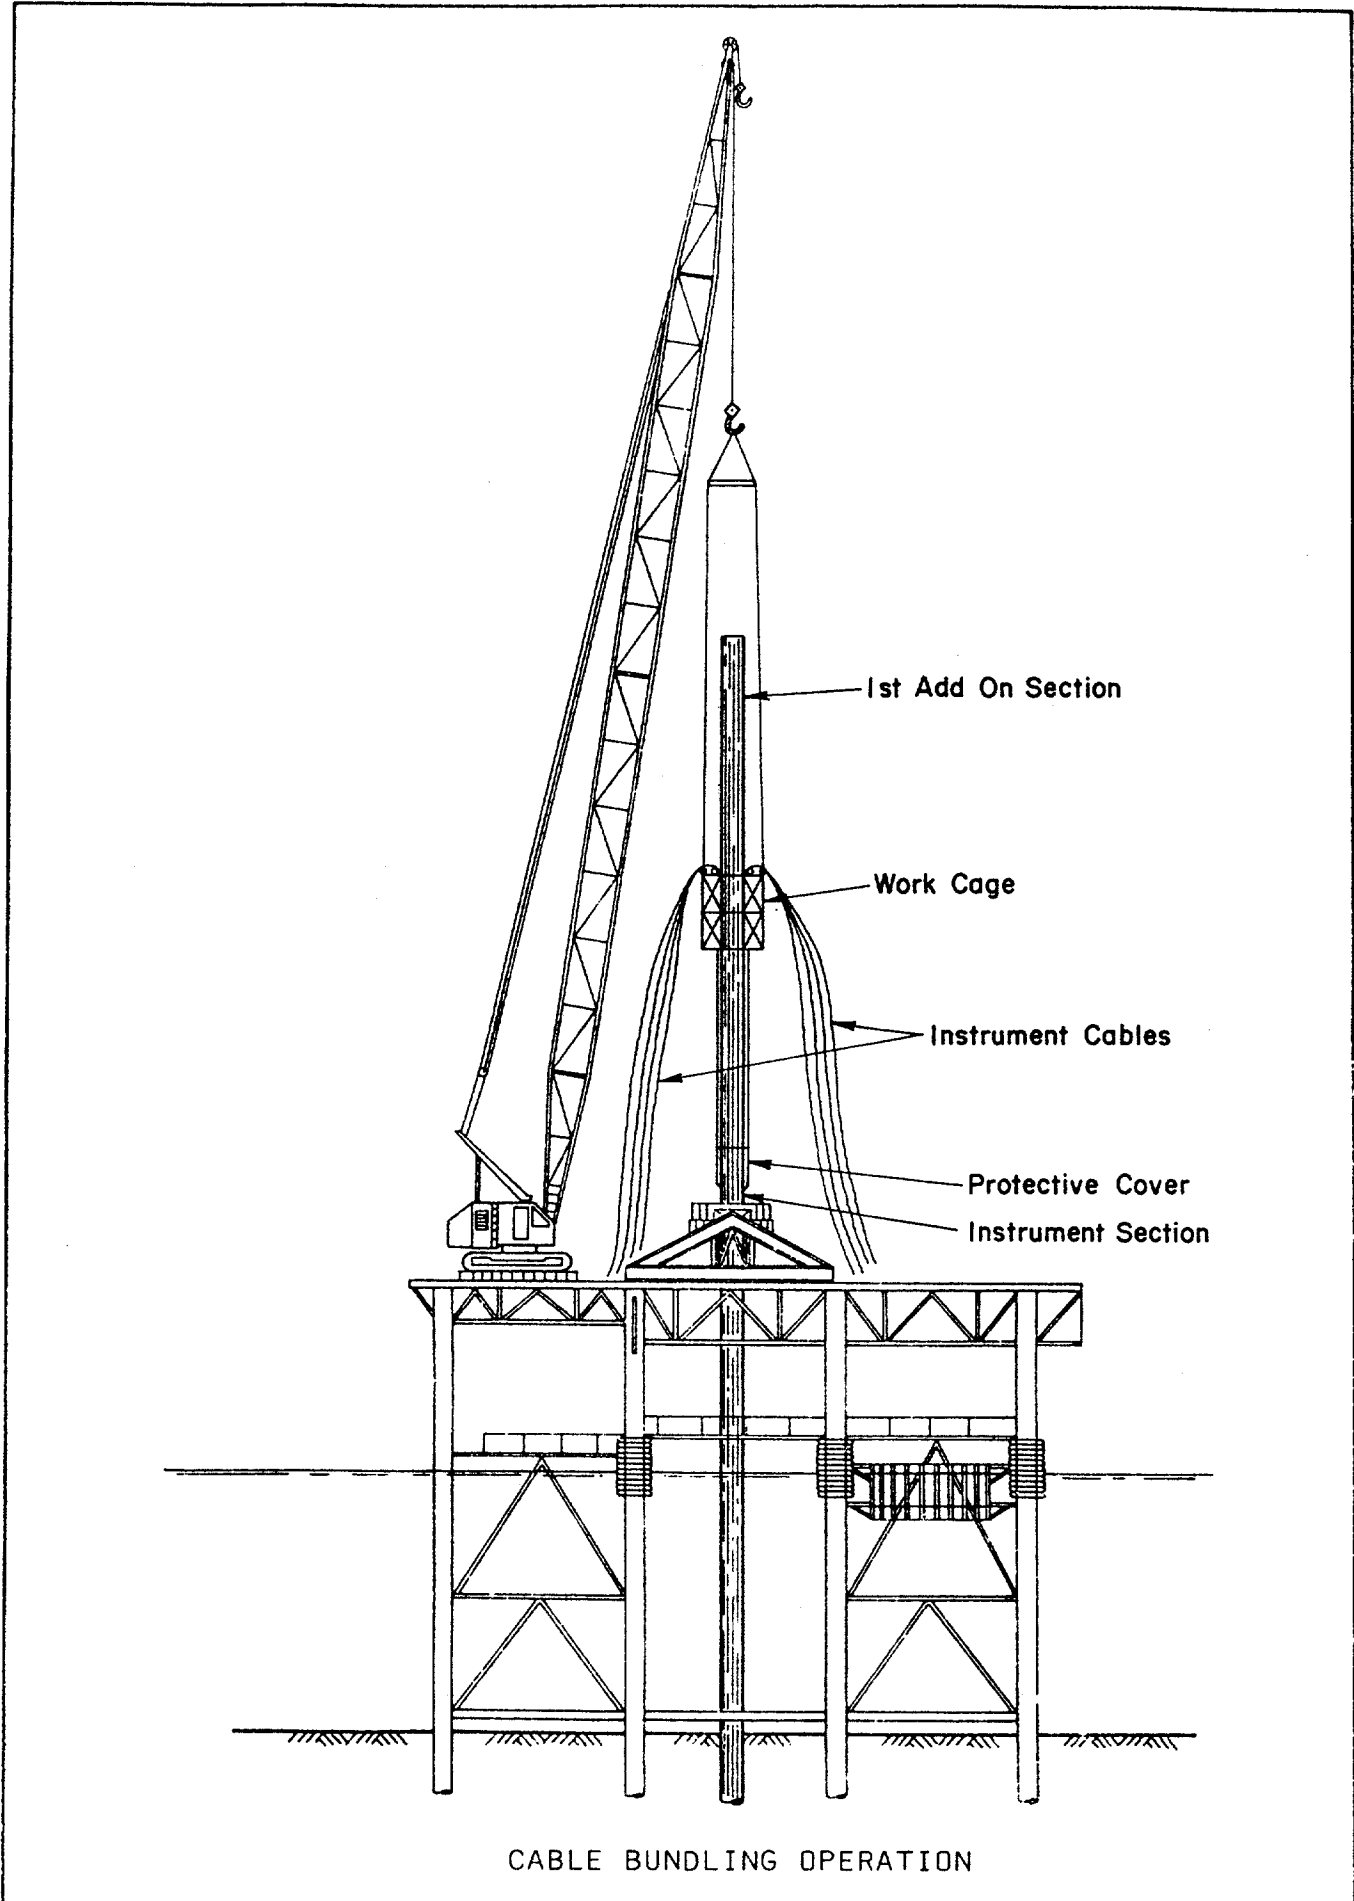 1st Add On Section
Work Cage
Instrument Cables
Protective Cover
Instrument Section
CABLE BUNDLING OPERATION